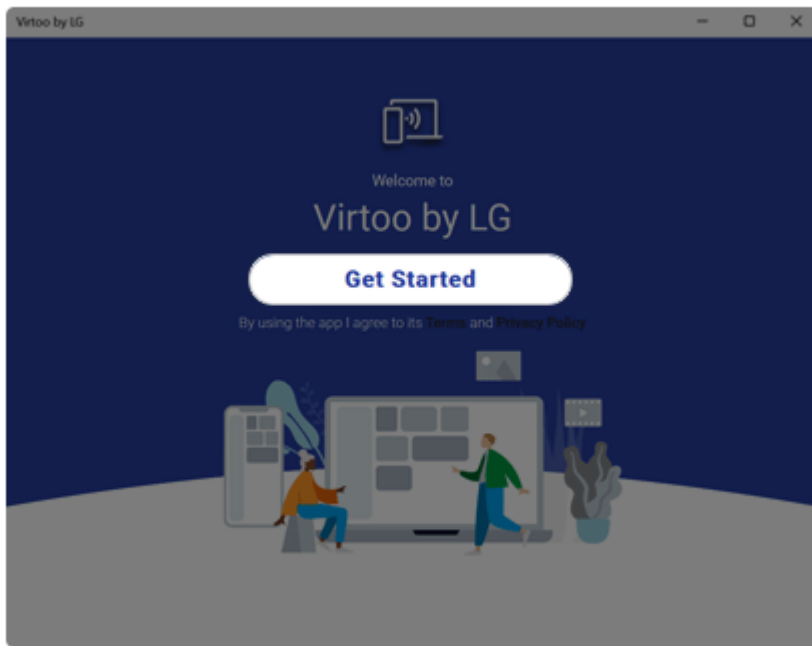 Virtoo by LG
Welcome to
Virtoo by LG
Get Started
By using the app I agree to its Terms and Privacy Policy